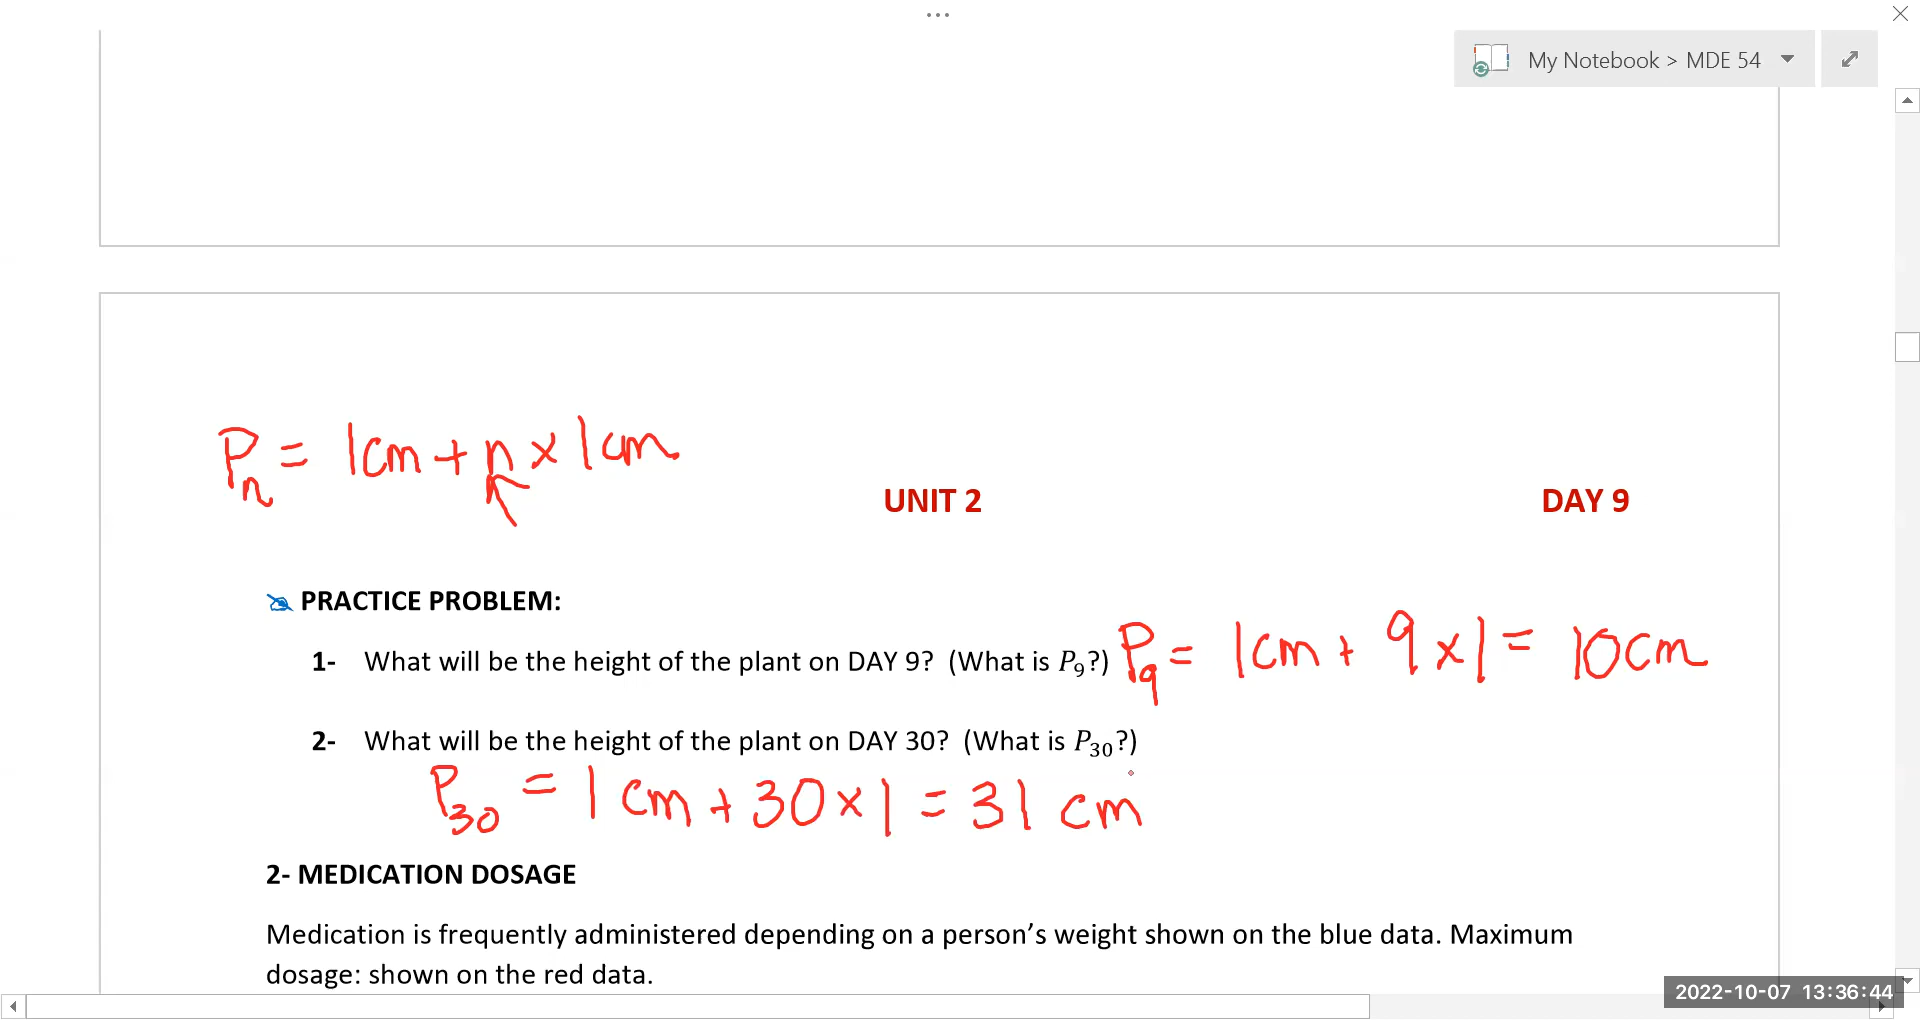 My Notebook > MDE 54
Pn = 1cm + n × 1cm
UNIT 2 DAY 9
PRACTICE PROBLEM:
1- What will be the height of the plant on DAY 9? (What is P9?) P9 = 1cm + 9 × 1 = 10cm
2- What will be the height of the plant on DAY 30? (What is P30?)
P30 = 1 cm + 30 × 1 = 31 cm
2- MEDICATION DOSAGE
Medication is frequently administered depending on a person’s weight shown on the blue data. Maximum
dosage: shown on the red data.
2022-10-07 13:36:44